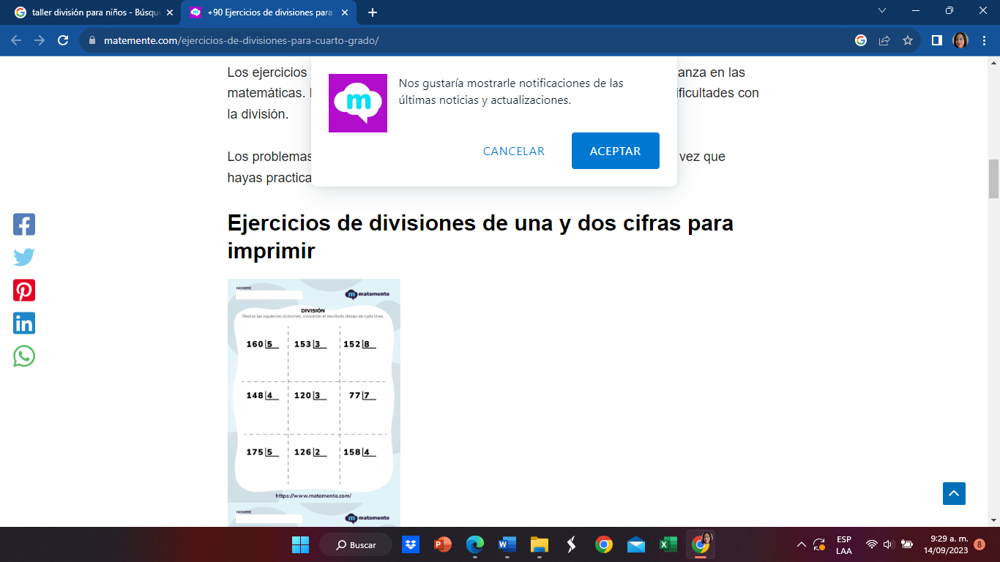 taller división para niños - Búsqu
+90 Ejercicios de divisiones para
matemente.com/ejercicios-de-divisiones-para-cuarto-grado/
Los ejercicios
anza en las
matemáticas.
ificultades con
la división.
Los problemas
vez que
hayas practica
m
Nos gustaría mostrarle notificaciones de las
últimas noticias y actualizaciones.
CANCELAR
ACEPTAR
Ejercicios de divisiones de una y dos cifras para
imprimir
NOMBRE
m matemente
DIVISIÓN
Realiza las siguientes divisiones, colocando el resultado debajo de cada línea.
160 5 153 3 152 8
148 4 120 3 77 7
175 5 126 2 158 4
https://www.matemente.com/
NOMBRE
m matemente
Buscar
ESP
LAA
9:29 a. m.
14/09/2023
8